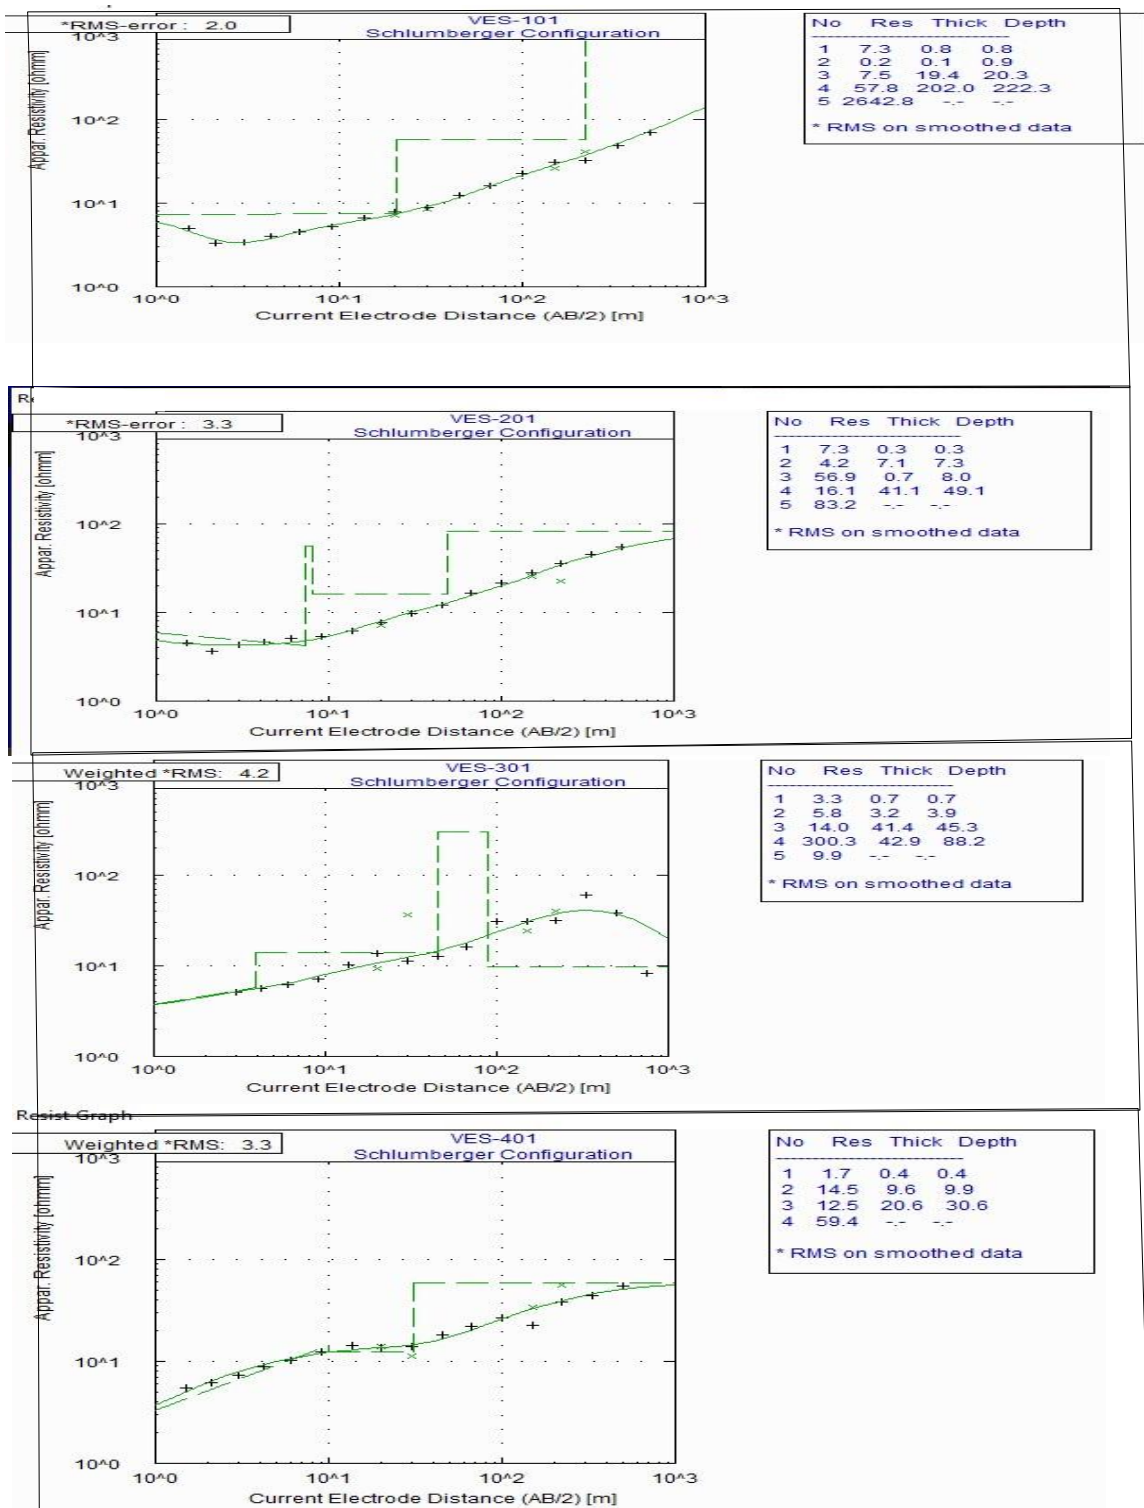 *RMS-error : 2.0
VES-101
Schlumberger Configuration
No Res Thick Depth
1 7.3 0.8 0.8
2 0.2 0.1 0.9
3 7.5 19.4 20.3
4 57.8 202.0 222.3
5 2642.8 -.- -.-
* RMS on smoothed data
Appar. Resistivity [ohmm]
10^3
10^2
10^1
10^0
10^0 10^1 10^2 10^3
Current Electrode Distance (AB/2) [m]
*RMS-error : 3.3
VES-201
Schlumberger Configuration
No Res Thick Depth
1 7.3 0.3 0.3
2 4.2 7.1 7.3
3 56.9 0.7 8.0
4 16.1 41.1 49.1
5 83.2 -.- -.-
* RMS on smoothed data
Appar. Resistivity [ohmm]
10^3
10^2
10^1
10^0
10^0 10^1 10^2 10^3
Current Electrode Distance (AB/2) [m]
Weighted *RMS: 4.2
VES-301
Schlumberger Configuration
No Res Thick Depth
1 3.3 0.7 0.7
2 5.8 3.2 3.9
3 14.0 41.4 45.3
4 300.3 42.9 88.2
5 9.9 -.- -.-
* RMS on smoothed data
Appar. Resistivity [ohmm]
10^3
10^2
10^1
10^0
10^0 10^1 10^2 10^3
Current Electrode Distance (AB/2) [m]
Resist Graph
Weighted *RMS: 3.3
VES-401
Schlumberger Configuration
No Res Thick Depth
1 1.7 0.4 0.4
2 14.5 9.6 9.9
3 12.5 20.6 30.6
4 59.4 -.- -.-
* RMS on smoothed data
Appar. Resistivity [ohmm]
10^3
10^2
10^1
10^0
10^0 10^1 10^2 10^3
Current Electrode Distance (AB/2) [m]